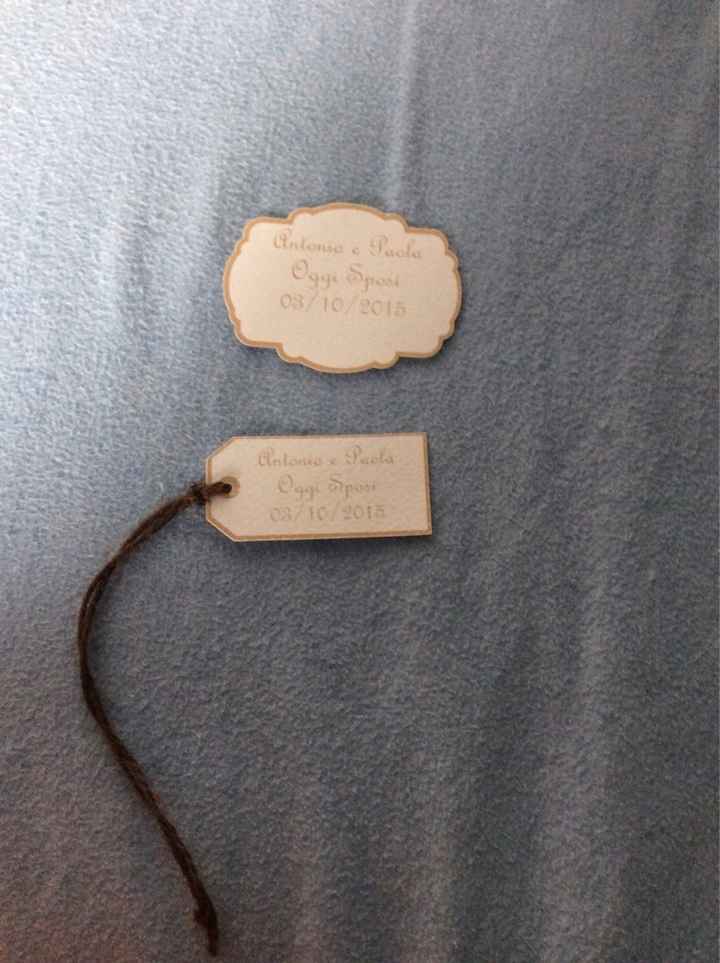 Antonio e Paola
Oggi Sposi
03/10/2015
Antonio e Paola
Oggi Sposi
03/10/2015